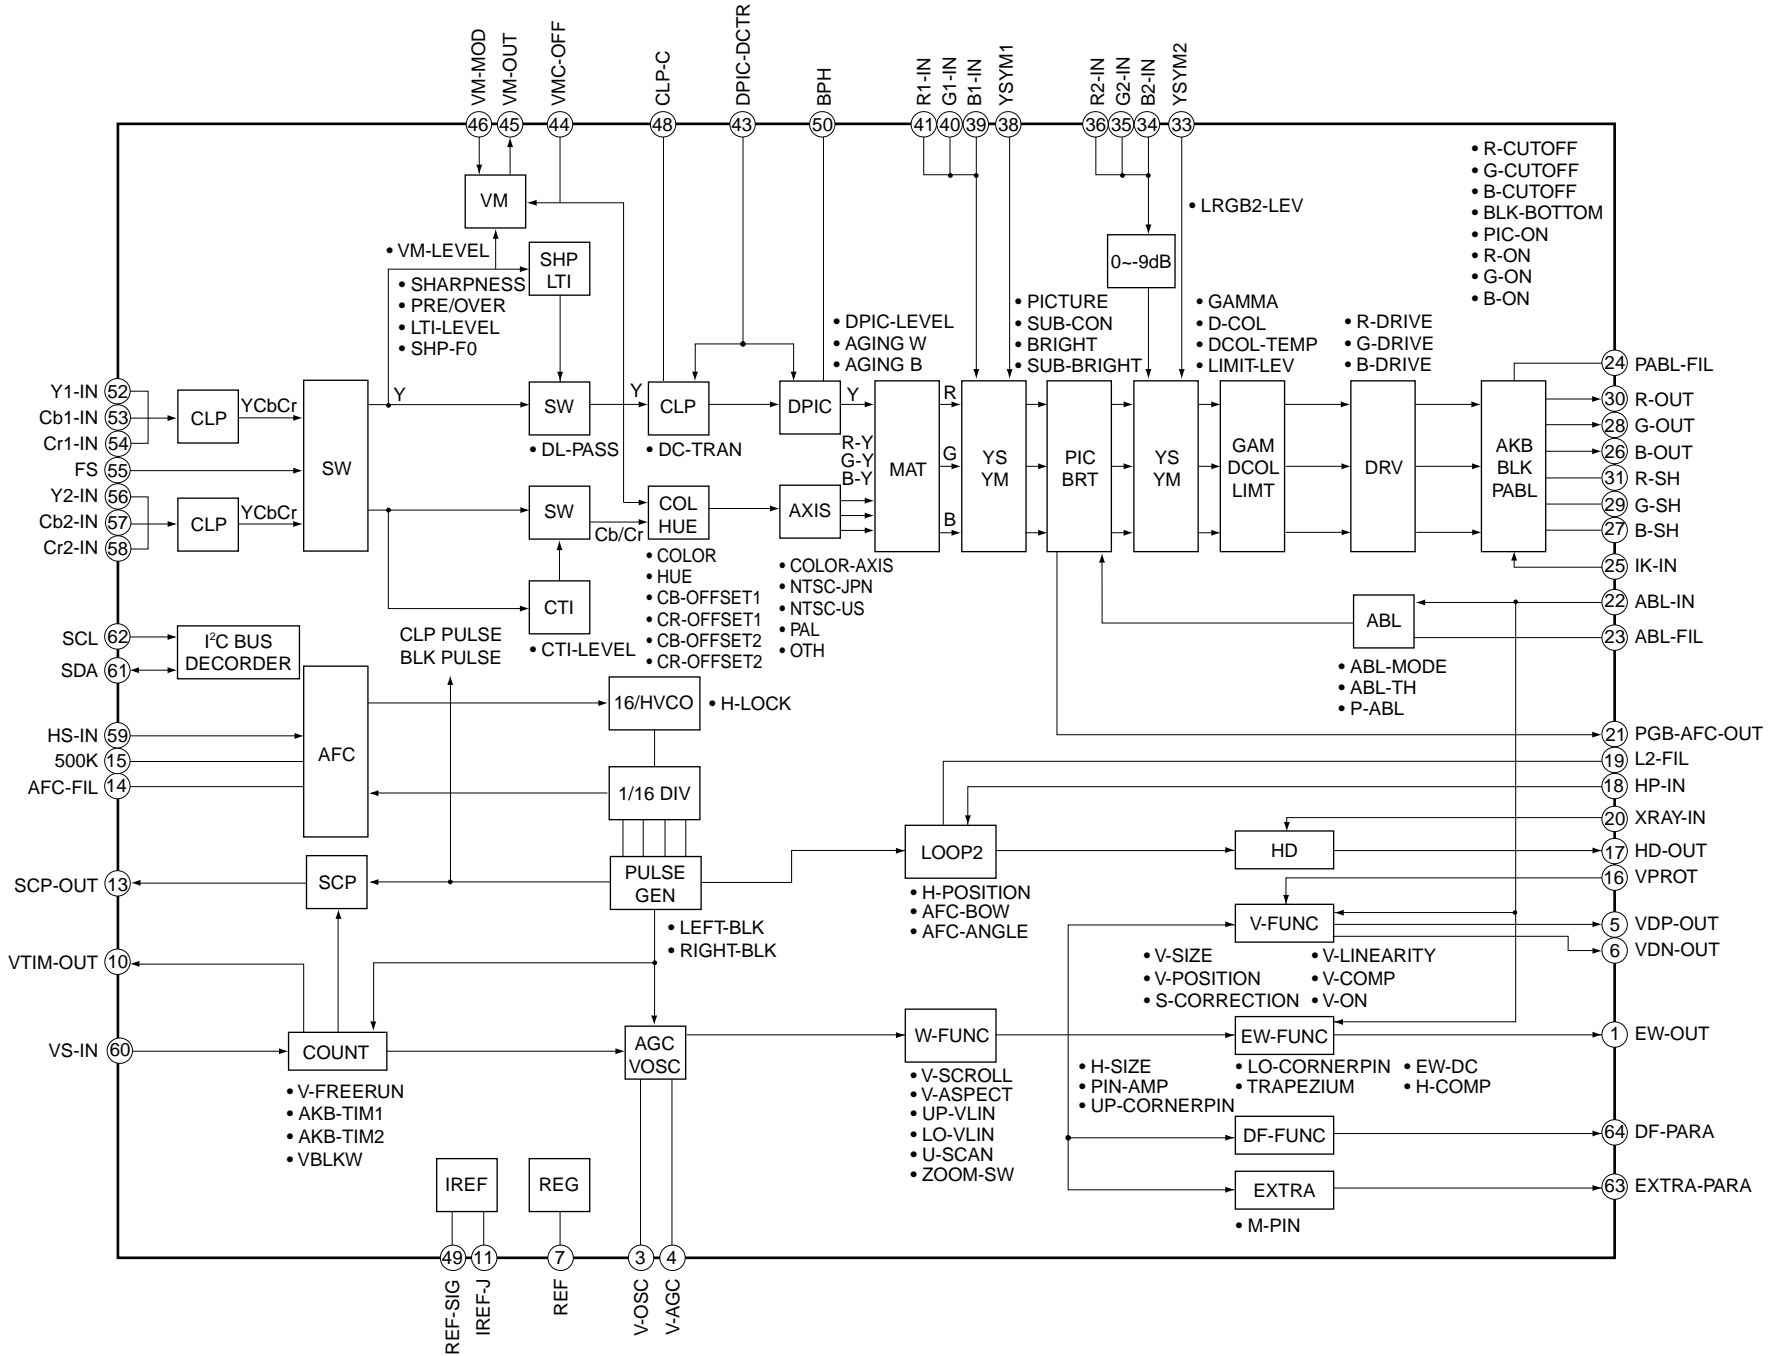 VM-MOD
VM-OUT
VMC-OFF
CLP-C
DPIC-DCTR
BPH
R1-IN
G1-IN
B1-IN
YSYM1
R2-IN
G2-IN
B2-IN
YSYM2
46
45
44
48
43
50
41
40
39
38
36
35
34
33
VM
• VM-LEVEL
SHP
LTI
• SHARPNESS
• PRE/OVER
• LTI-LEVEL
• SHP-F0
• LRGB2-LEV
0~-9dB
• R-CUTOFF
• G-CUTOFF
• B-CUTOFF
• BLK-BOTTOM
• PIC-ON
• R-ON
• G-ON
• B-ON
• DPIC-LEVEL
• AGING W
• AGING B
• PICTURE
• SUB-CON
• BRIGHT
• SUB-BRIGHT
• GAMMA
• D-COL
• DCOL-TEMP
• LIMIT-LEV
• R-DRIVE
• G-DRIVE
• B-DRIVE
Y1-IN 52
Cb1-IN 53
Cr1-IN 54
FS 55
Y2-IN 56
Cb2-IN 57
Cr2-IN 58
CLP
YCbCr
CLP
YCbCr
SW
Y
SW
• DL-PASS
Y
CLP
• DC-TRAN
DPIC
Y
R-Y
G-Y
B-Y
MAT
R
G
B
YS
YM
PIC
BRT
YS
YM
GAM
DCOL
LIMT
DRV
AKB
BLK
PABL
24 PABL-FIL
30 R-OUT
28 G-OUT
26 B-OUT
31 R-SH
29 G-SH
27 B-SH
25 IK-IN
22 ABL-IN
23 ABL-FIL
SW
Cb/Cr
COL
HUE
AXIS
CTI
• CTI-LEVEL
• COLOR
• HUE
• CB-OFFSET1
• CR-OFFSET1
• CB-OFFSET2
• CR-OFFSET2
• COLOR-AXIS
• NTSC-JPN
• NTSC-US
• PAL
• OTH
ABL
• ABL-MODE
• ABL-TH
• P-ABL
SCL 62
SDA 61
I2C BUS
DECORDER
CLP PULSE
BLK PULSE
HS-IN 59
500K 15
AFC-FIL 14
AFC
16/HVCO
• H-LOCK
1/16 DIV
PULSE
GEN
• LEFT-BLK
• RIGHT-BLK
SCP-OUT 13
SCP
VTIM-OUT 10
VS-IN 60
COUNT
• V-FREERUN
• AKB-TIM1
• AKB-TIM2
• VBLKW
AGC
VOSC
LOOP2
• H-POSITION
• AFC-BOW
• AFC-ANGLE
HD
V-FUNC
• V-SIZE
• V-POSITION
• S-CORRECTION
• V-LINEARITY
• V-COMP
• V-ON
W-FUNC
• V-SCROLL
• V-ASPECT
• UP-VLIN
• LO-VLIN
• U-SCAN
• ZOOM-SW
EW-FUNC
• H-SIZE
• PIN-AMP
• UP-CORNERPIN
• LO-CORNERPIN
• TRAPEZIUM
• EW-DC
• H-COMP
DF-FUNC
EXTRA
• M-PIN
21 PGB-AFC-OUT
19 L2-FIL
18 HP-IN
20 XRAY-IN
17 HD-OUT
16 VPROT
5 VDP-OUT
6 VDN-OUT
1 EW-OUT
64 DF-PARA
63 EXTRA-PARA
IREF
REG
49
11
7
3
4
REF-SIG
IREF-J
REF
V-OSC
V-AGC